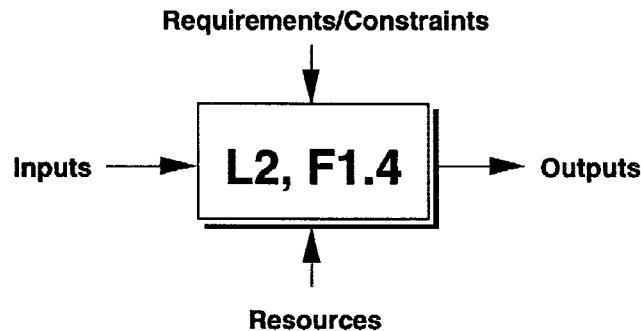 Requirements/Constraints
Inputs
L2, F1.4
Outputs
Resources